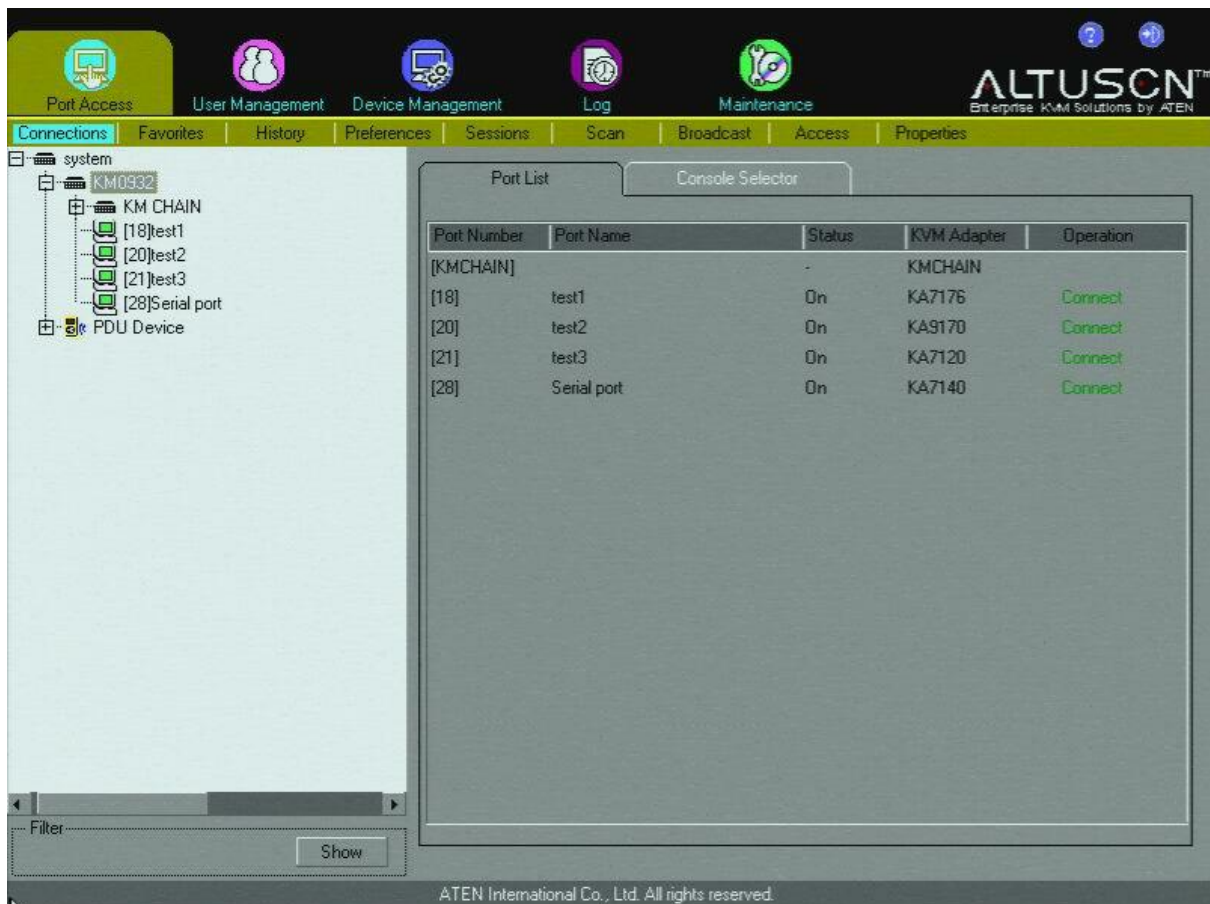 ALTUSCN™
Enterprise KVM Solutions by ATEN
Port Access User Management Device Management Log Maintenance
Connections Favorites History Preferences Sessions Scan Broadcast Access Properties
system
KM0932
KM CHAIN
[18]test1
[20]test2
[21]test3
[28]Serial port
PDU Device
Filter
Show
Port List Console Selector
Port Number Port Name Status KVM Adapter Operation
[KMCHAIN] - KMCHAIN
[18] test1 On KA7176 Connect
[20] test2 On KA9170 Connect
[21] test3 On KA7120 Connect
[28] Serial port On KA7140 Connect
ATEN International Co., Ltd. All rights reserved.